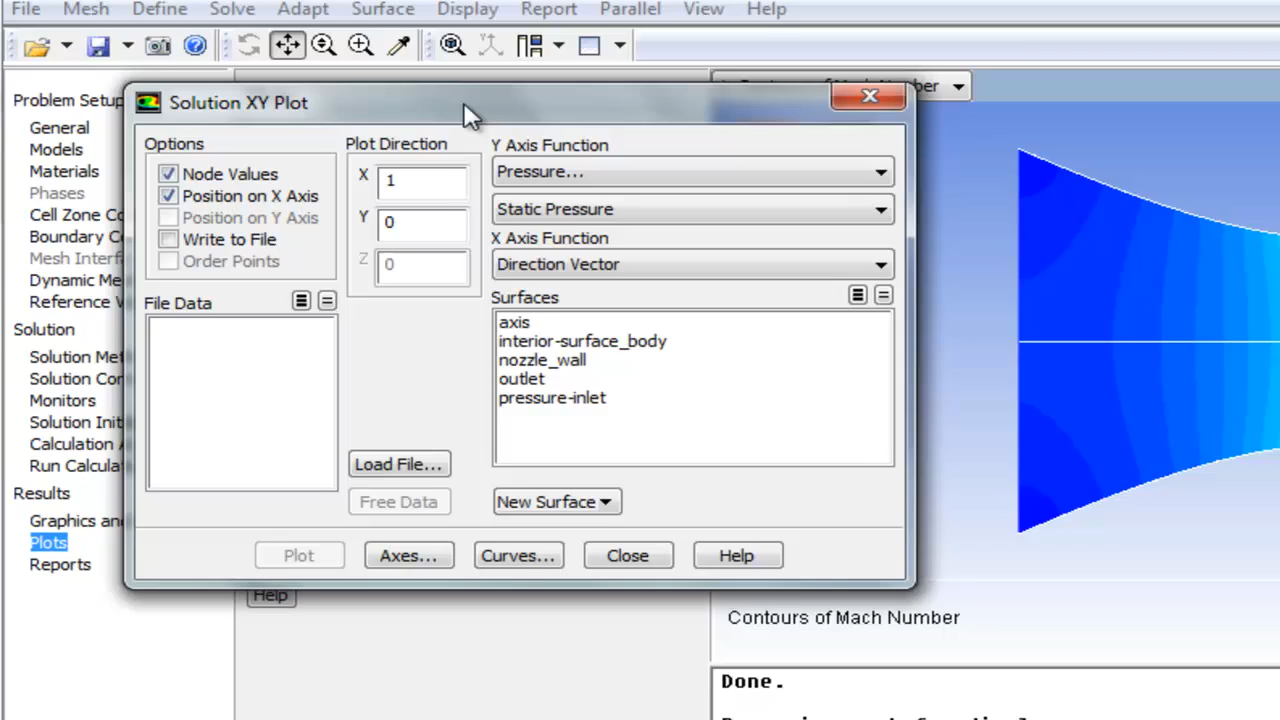 File Mesh Define Solve Adapt Surface Display Report Parallel View Help
Problem Setup
General
Models
Materials
Phases
Cell Zone Co
Boundary C
Mesh Interf
Dynamic Me
Reference V
Solution
Solution Met
Solution Con
Monitors
Solution Initi
Calculation A
Run Calcula
Results
Graphics an
Plots
Reports
Solution XY Plot
Options
Node Values
Position on X Axis
Position on Y Axis
Write to File
Order Points
File Data
Plot Direction
X 1
Y 0
Z 0
Load File...
Free Data
Y Axis Function
Pressure...
Static Pressure
X Axis Function
Direction Vector
Surfaces
axis
interior-surface_body
nozzle_wall
outlet
pressure-inlet
New Surface
Plot Axes... Curves... Close Help
Help
Contours of Mach Number
Done.